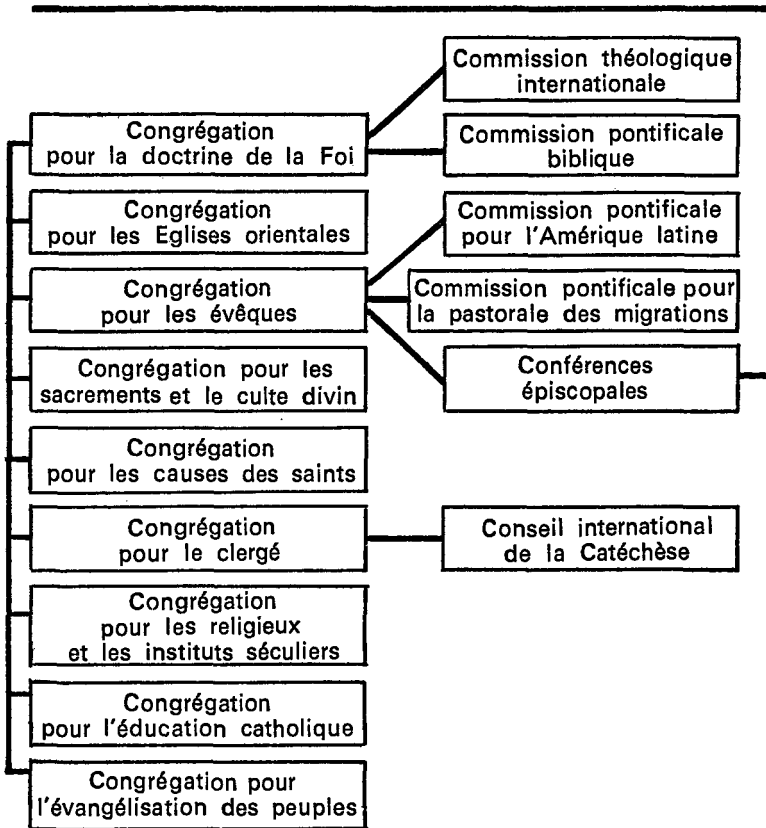 Commission théologique
internationale
Congrégation
pour la doctrine de la Foi
Commission pontificale
biblique
Congrégation
pour les Eglises orientales
Commission pontificale
pour l'Amérique latine
Congrégation
pour les évêques
Commission pontificale pour
la pastorale des migrations
Congrégation pour les
sacrements et le culte divin
Conférences
épiscopales
Congrégation
pour les causes des saints
Congrégation
pour le clergé
Conseil international
de la Catéchèse
Congrégation
pour les religieux
et les instituts séculiers
Congrégation
pour l'éducation catholique
Congrégation pour
l'évangélisation des peuples